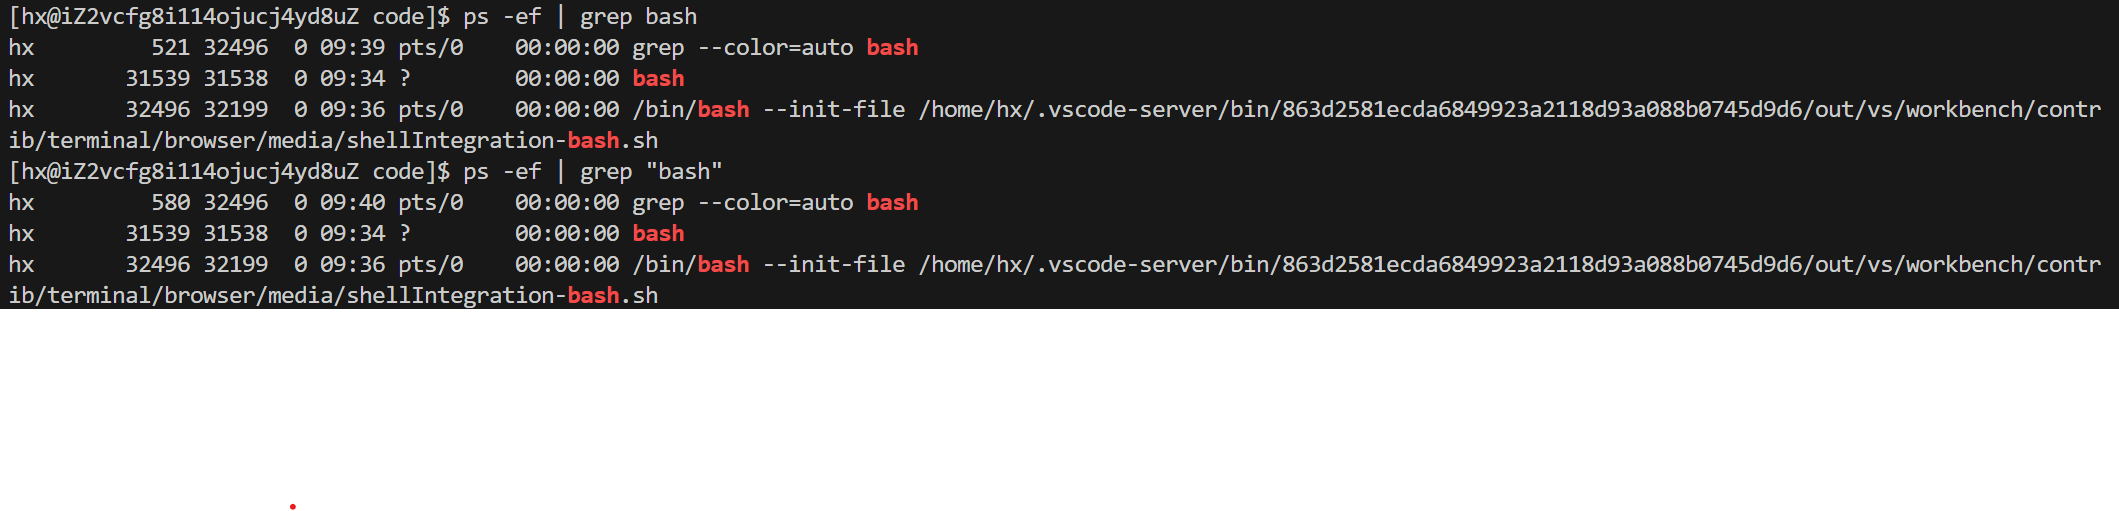 [hx@iZ2vcfg8i114ojucj4yd8uZ code]$ ps -ef | grep bash
hx         521 32496  0 09:39 pts/0    00:00:00 grep --color=auto bash
hx       31539 31538  0 09:34 ?        00:00:00 bash
hx       32496 32199  0 09:36 pts/0    00:00:00 /bin/bash --init-file /home/hx/.vscode-server/bin/863d2581ecda6849923a2118d93a088b0745d9d6/out/vs/workbench/contr
ib/terminal/browser/media/shellIntegration-bash.sh
[hx@iZ2vcfg8i114ojucj4yd8uZ code]$ ps -ef | grep "bash"
hx         580 32496  0 09:40 pts/0    00:00:00 grep --color=auto bash
hx       31539 31538  0 09:34 ?        00:00:00 bash
hx       32496 32199  0 09:36 pts/0    00:00:00 /bin/bash --init-file /home/hx/.vscode-server/bin/863d2581ecda6849923a2118d93a088b0745d9d6/out/vs/workbench/contr
ib/terminal/browser/media/shellIntegration-bash.sh